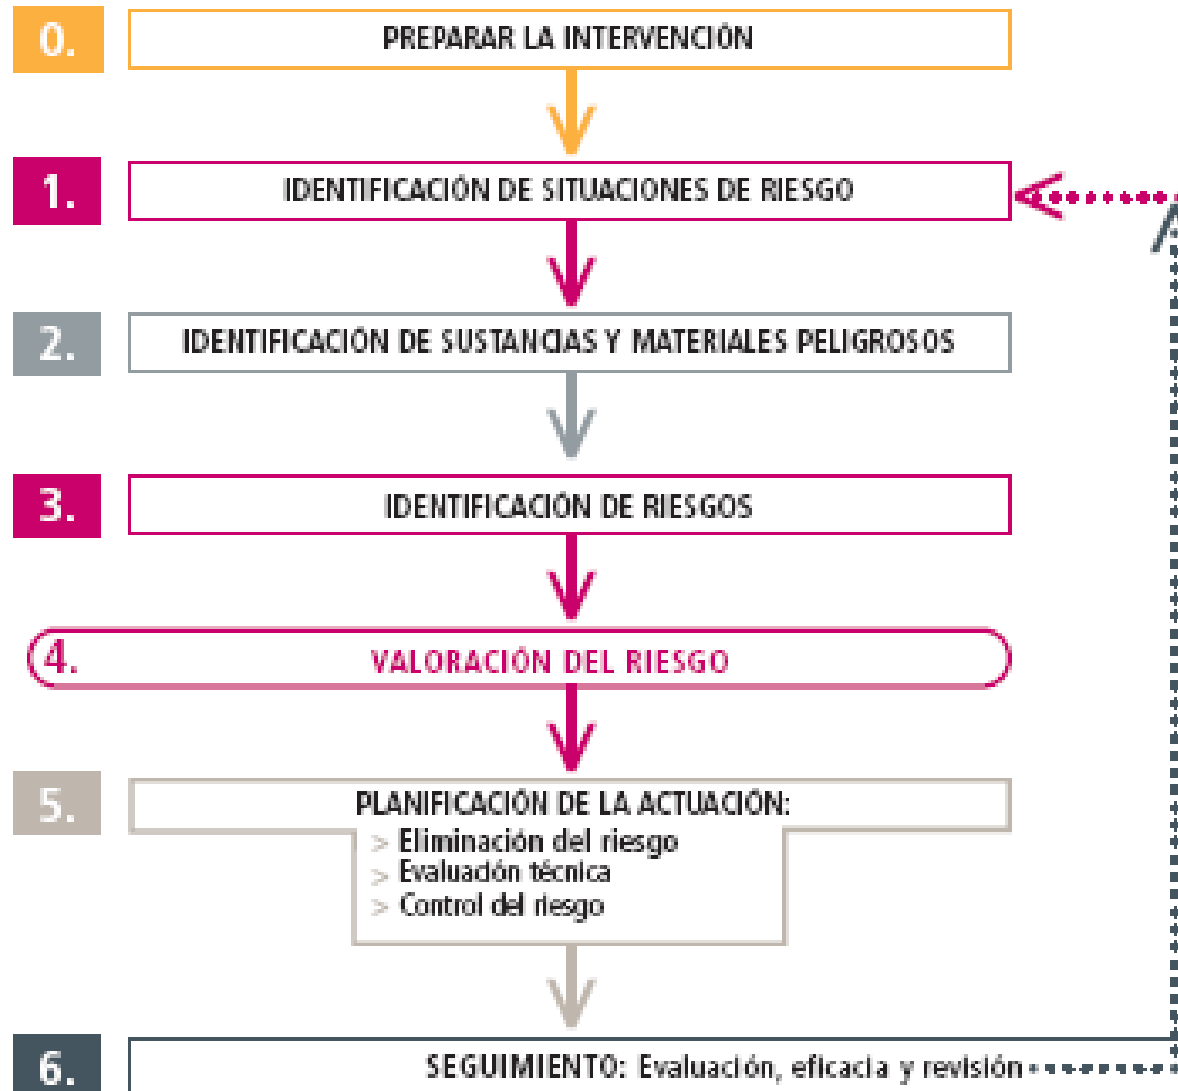 0. PREPARAR LA INTERVENCIÓN
1. IDENTIFICACIÓN DE SITUACIONES DE RIESGO
2. IDENTIFICACIÓN DE SUSTANCIAS Y MATERIALES PELIGROSOS
3. IDENTIFICACIÓN DE RIESGOS
4. VALORACIÓN DEL RIESGO
5. PLANIFICACIÓN DE LA ACTUACIÓN:
> Eliminación del riesgo
> Evaluación técnica
> Control del riesgo
6. SEGUIMIENTO: Evaluación, eficacia y revisión